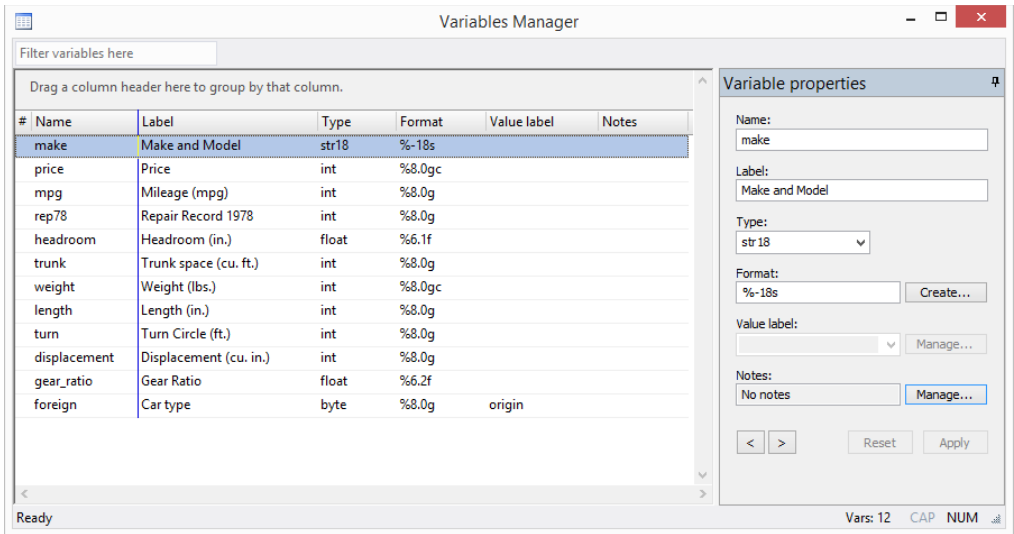 Variables Manager
Filter variables here
Drag a column header here to group by that column.
# Name Label Type Format Value label Notes
make Make and Model str18 %-18s
price Price int %8.0gc
mpg Mileage (mpg) int %8.0g
rep78 Repair Record 1978 int %8.0g
headroom Headroom (in.) float %6.1f
trunk Trunk space (cu. ft.) int %8.0g
weight Weight (lbs.) int %8.0gc
length Length (in.) int %8.0g
turn Turn Circle (ft.) int %8.0g
displacement Displacement (cu. in.) int %8.0g
gear_ratio Gear Ratio float %6.2f
foreign Car type byte %8.0g origin
Variable properties
Name:
make
Label:
Make and Model
Type:
str18
Format:
%-18s Create...
Value label:
Manage...
Notes:
No notes Manage...
< > Reset Apply
Ready Vars: 12 CAP NUM